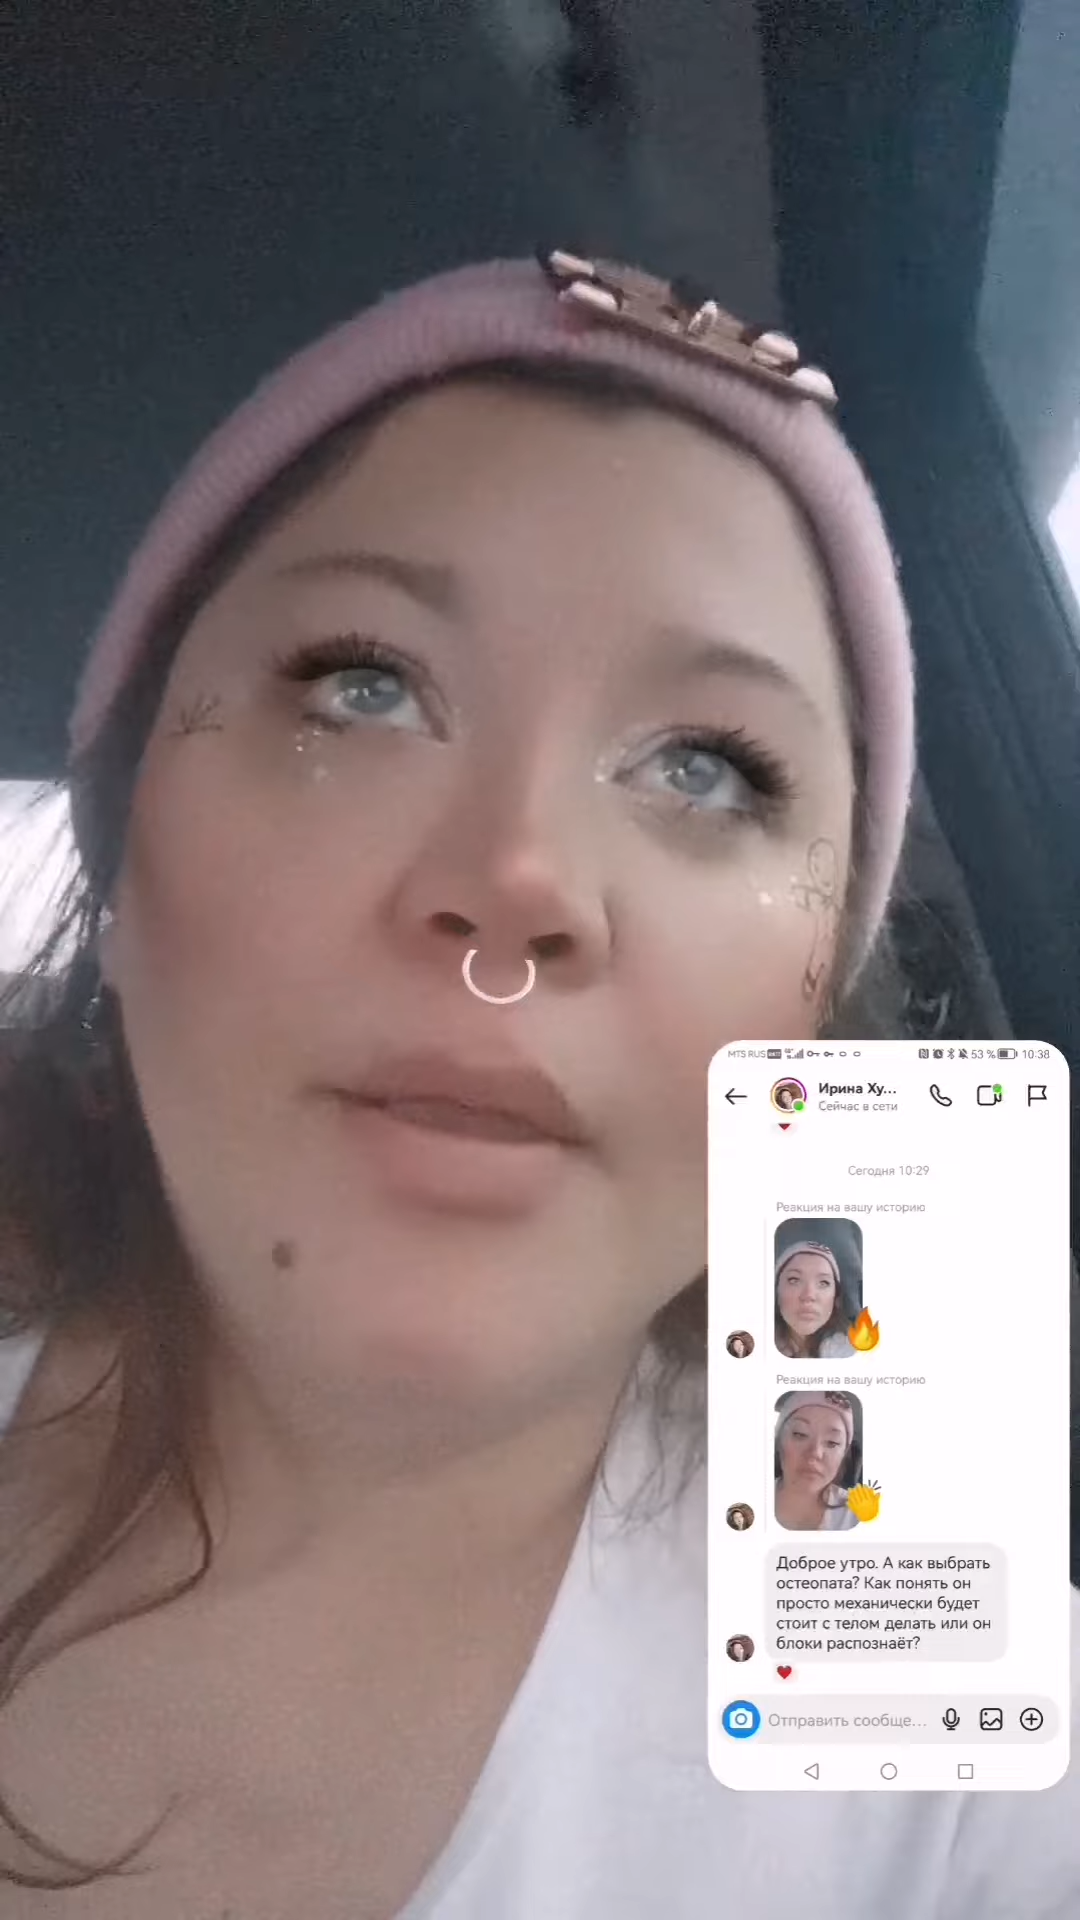 MTS RUS
53 %
10:38
Ирина Ху...
Сейчас в сети
Сегодня 10:29
Реакция на вашу историю
Реакция на вашу историю
Доброе утро. А как выбрать
остеопата? Как понять он
просто механически будет
стоит с телом делать или он
блоки распознаёт?
Отправить сообще...